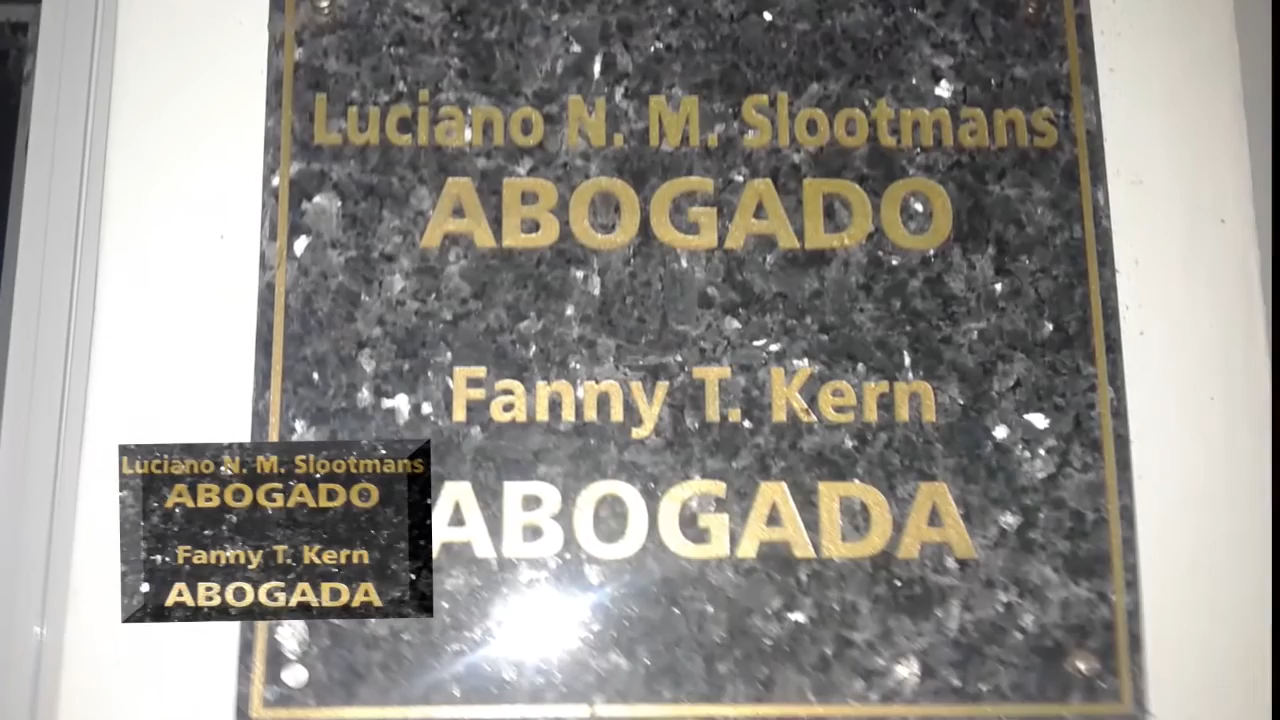 Luciano N. M. Slootmans
ABOGADO
Fanny T. Kern
ABOGADA
Luciano N. M. Slootmans
ABOGADO
Fanny T. Kern
ABOGADA